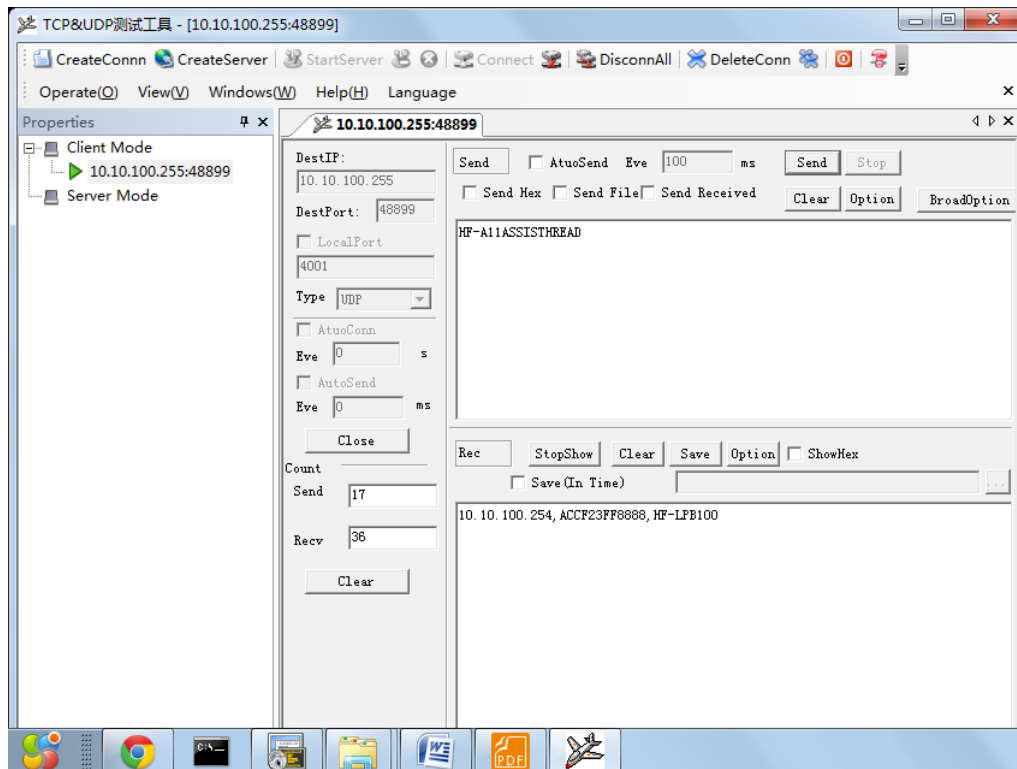 TCP&UDP测试工具 - [10.10.100.255:48899]
CreateConnn CreateServer StartServer Connect DisconnAll DeleteConn
Operate(O) View(V) Windows(W) Help(H) Language
Properties
10.10.100.255:48899
Client Mode
10.10.100.255:48899
Server Mode
DestIP:
10.10.100.255
DestPort: 48899
LocalPort
4001
Type UDP
AtuoConn
Eve 0 s
AutoSend
Eve 0 ms
Close
Count
Send 17
Recv 36
Clear
Send AtuoSend Eve 100 ms Send Stop
Send Hex Send File Send Received Clear Option BroadOption
HF-A11ASSISTHREAD
Rec StopShow Clear Save Option ShowHex
Save(In Time) ...
10.10.100.254,ACCF23FF8888,HF-LPB100
C:\_
W
PDF